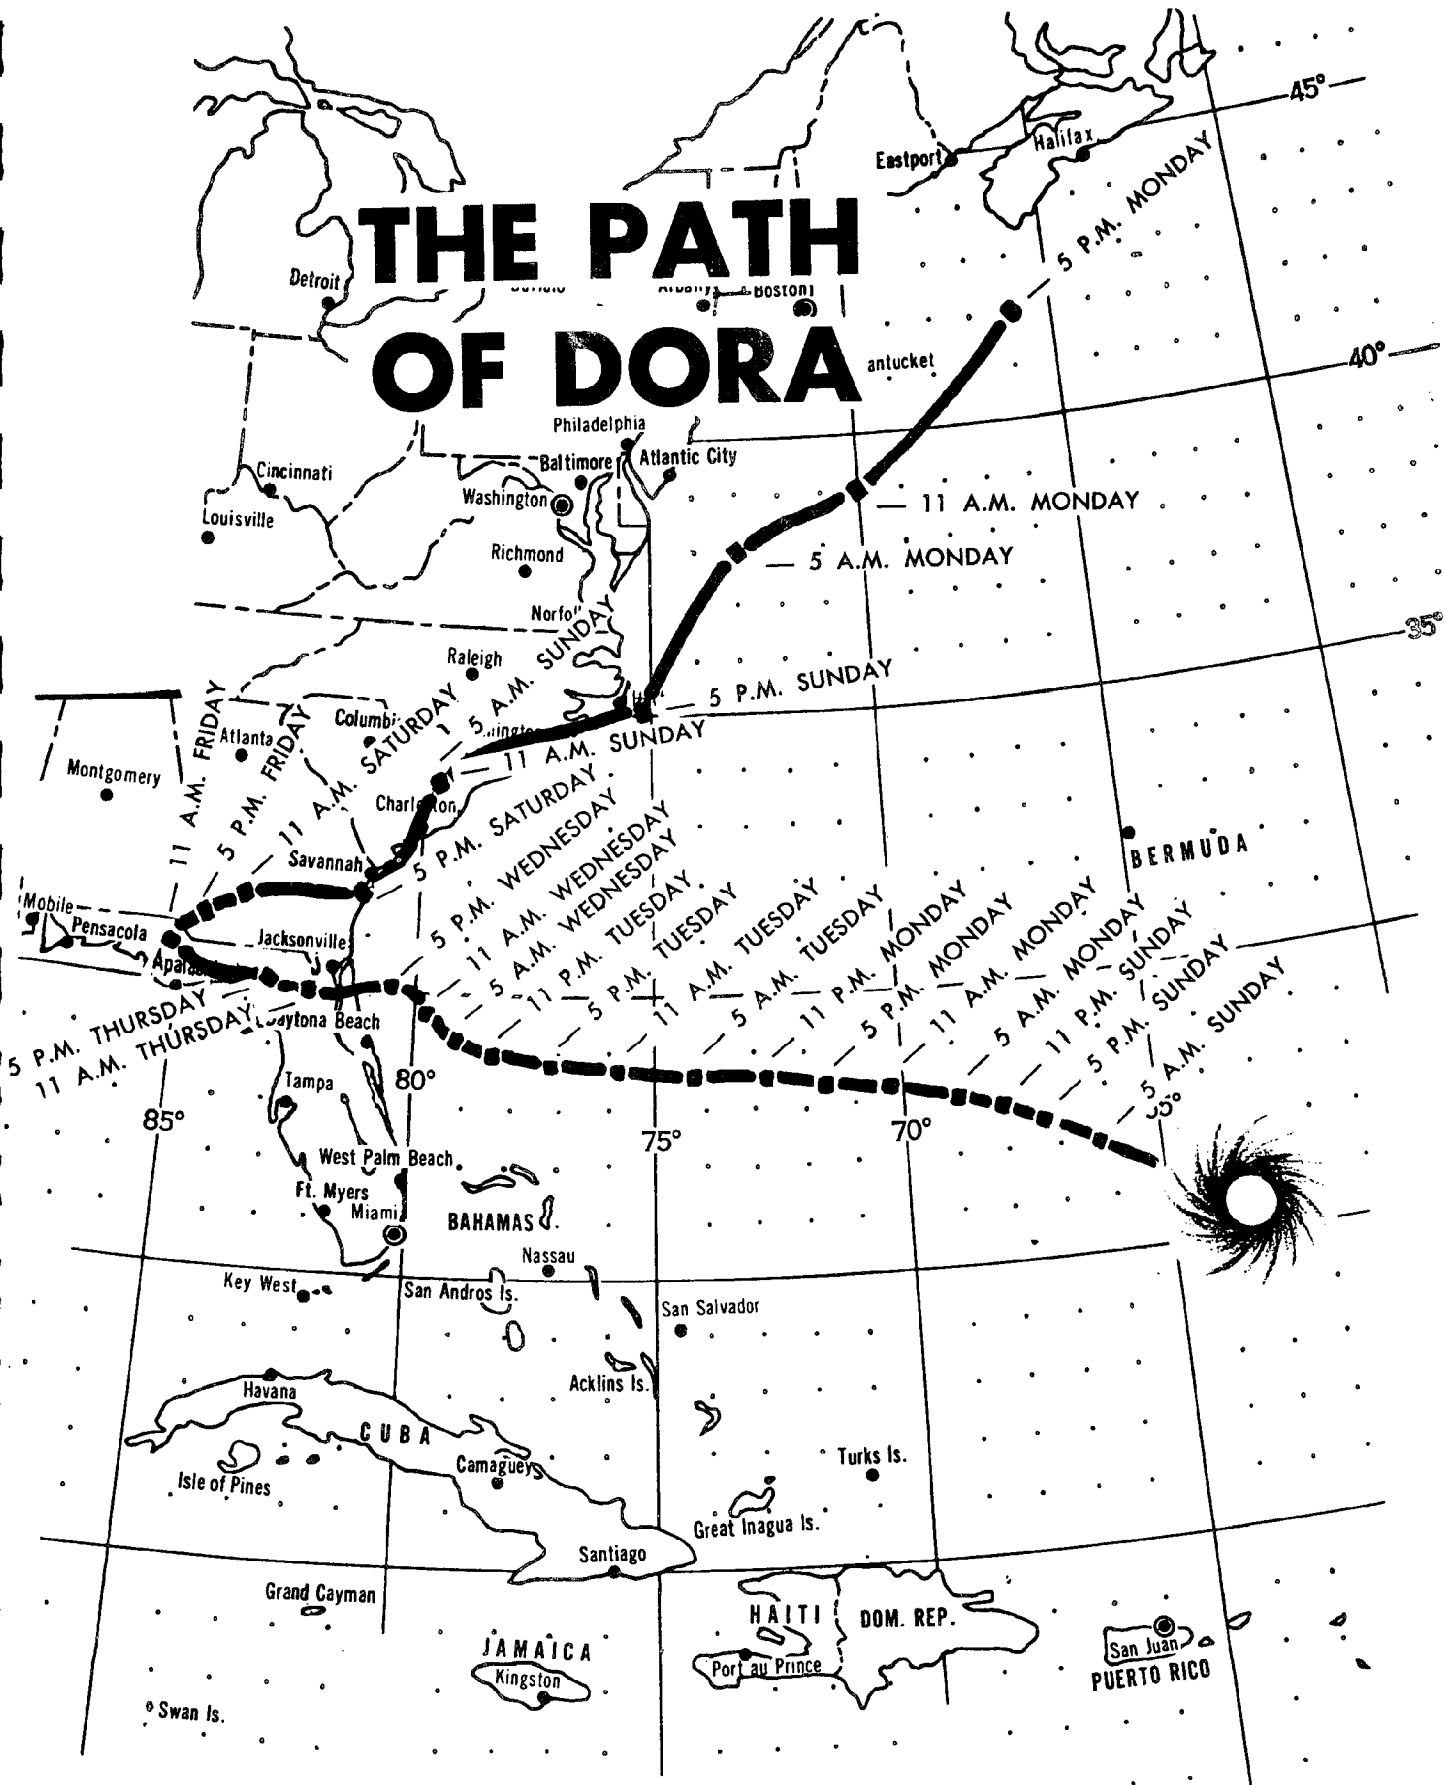 45°
Halifax
Eastport
5 P.M. MONDAY
THE PATH
Detroit
Boston
OF DORA
40°
antucket
Philadelphia
Baltimore
Atlantic City
Cincinnati
Washington
11 A.M. MONDAY
Louisville
Richmond
5 A.M. MONDAY
Norfol
35°
Raleigh
5 A.M. SUNDAY
5 P.M. SUNDAY
11 A.M. FRIDAY
5 P.M. FRIDAY
11 A.M. SATURDAY
Columbi
Atlanta
11 A.M. SUNDAY
Montgomery
Charleston
5 P.M. SATURDAY
BERMUDA
Savannah
5 P.M. WEDNESDAY
11 A.M. WEDNESDAY
5 A.M. WEDNESDAY
11 P.M. TUESDAY
5 P.M. TUESDAY
11 A.M. TUESDAY
5 A.M. TUESDAY
11 P.M. MONDAY
5 P.M. MONDAY
11 A.M. MONDAY
5 A.M. MONDAY
11 P.M. SUNDAY
5 P.M. SUNDAY
5 A.M. SUNDAY
Mobile
Pensacola
Jacksonville
5 P.M. THURSDAY
11 A.M. THURSDAY
Daytona Beach
80°
Tampa
85°
75°
70°
West Palm Beach
Ft. Myers
Miami
BAHAMAS
Nassau
Key West
San Andros Is.
San Salvador
Acklins Is.
Havana
CUBA
Camaguey
Isle of Pines
Turks Is.
Great Inagua Is.
Santiago
Grand Cayman
HAITI
DOM. REP.
JAMAICA
Kingston
Port au Prince
San Juan
PUERTO RICO
Swan Is.